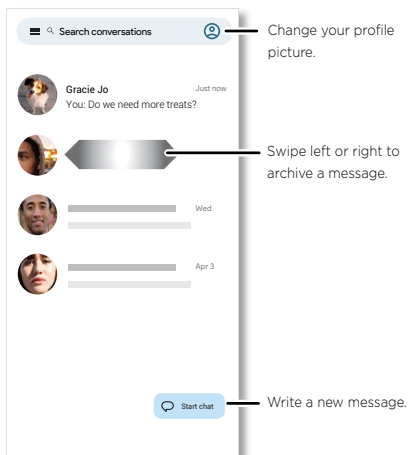 Search conversations
Change your profile
picture.
Gracie Jo
Just now
You: Do we need more treats?
Swipe left or right to
archive a message.
Wed
Apr 3
Start chat
Write a new message.